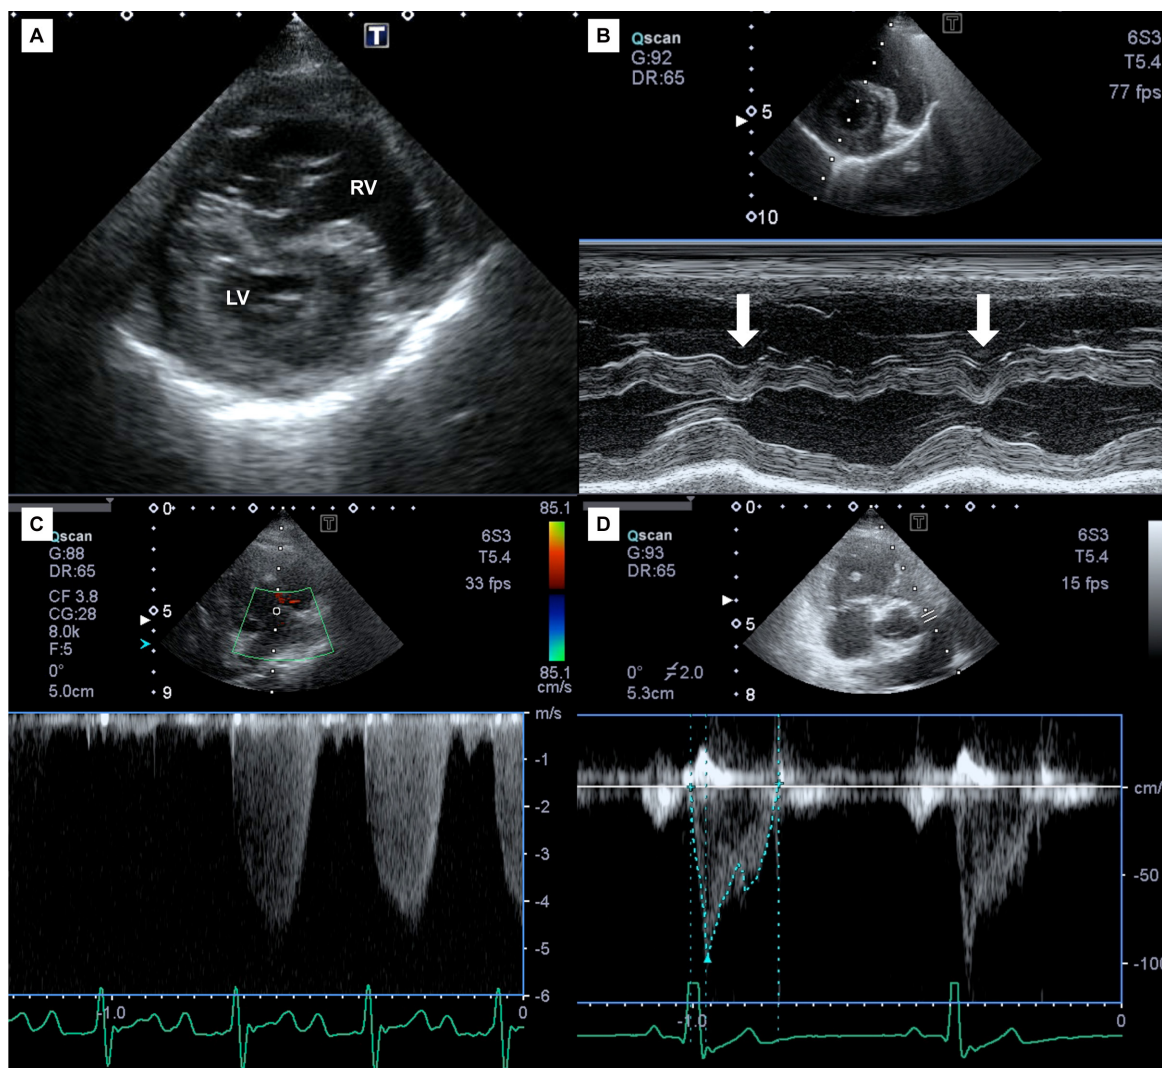 A
T
RV
LV
B
Qscan
G:92
DR:65
T
6S3
T5.4
77 fps
5
10
C
Qscan
G:88
DR:65
CF 3.8
CG:28
8.0k
F:5
0°
5.0cm
0
5
9
T
6S3
T5.4
33 fps
85.1
85.1
cm/s
m/s
-1
-2
-3
-4
-5
-6
-1.0
0
D
Qscan
G:93
DR:65
0°
2.0
5.3cm
0
5
8
T
6S3
T5.4
15 fps
cm/
-50
-100
-1.0
0